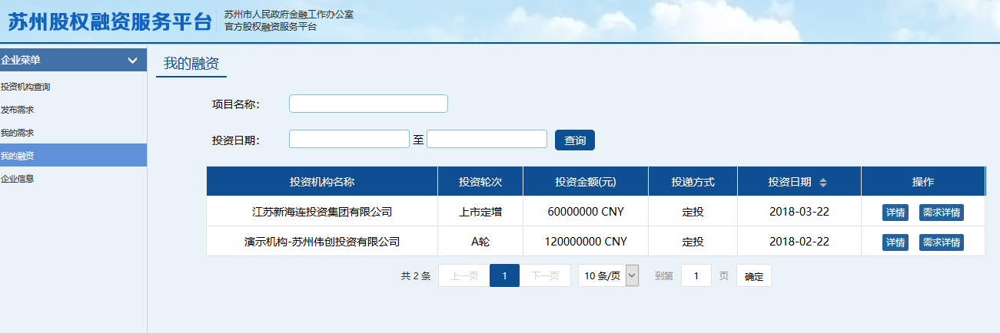 苏州股权融资服务平台
苏州市人民政府金融工作办公室
官方股权融资服务平台
企业菜单
投资机构查询
发布需求
我的需求
我的融资
企业信息
我的融资
项目名称：
投资日期： 至 查询
投资机构名称 投资轮次 投资金额(元) 投递方式 投资日期 操作
江苏新海连投资集团有限公司 上市定增 60000000 CNY 定投 2018-03-22 详情 需求详情
演示机构-苏州伟创投资有限公司 A轮 120000000 CNY 定投 2018-02-22 详情 需求详情
共 2 条 上一页 1 下一页 10 条/页 到第 1 页 确定